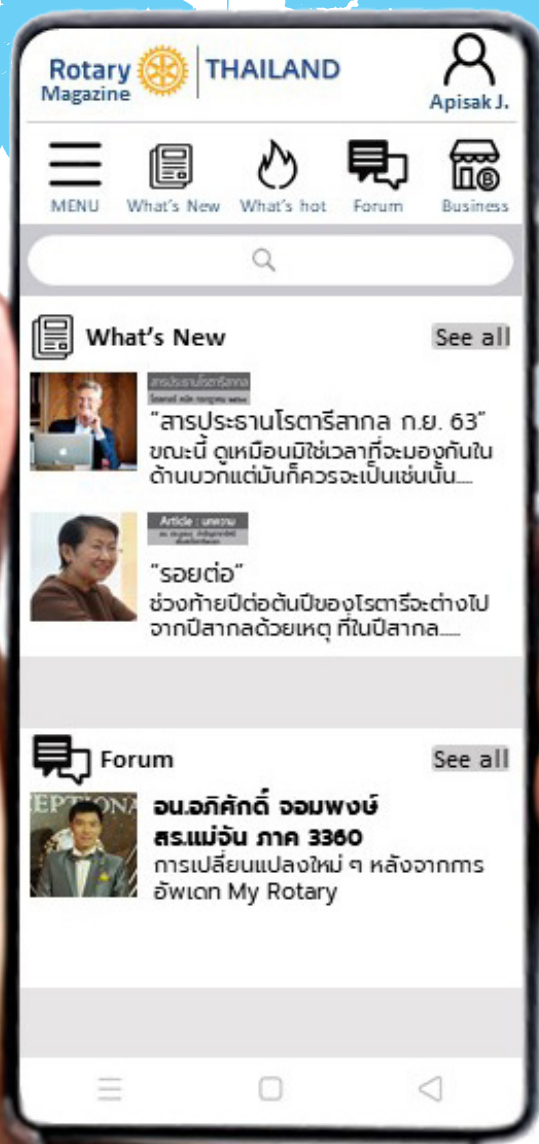 Rotary
Magazine
THAILAND
Apisak J.
MENU
What's New
What's hot
Forum
Business
What's New
See all
สารประธานโรตารีสากล
"สารประธานโรตารีสากล ก.ย. 63"
ขณะนี้ ดูเหมือนมิใช่เวลาที่จะมองกันใน
ด้านบวกแต่มันก็ควรจะเป็นเช่นนั้น.....
Article : บทความ
"รอยต่อ"
ช่วงท้ายปีต่อต้นปีของโรตารีจะต่างไป
จากปีสากลด้วยเหตุ ที่ในปีสากล.....
Forum
See all
อน.อภิศักดิ์ จอมพงษ์
สร.แม่จัน ภาค 3360
การเปลี่ยนแปลงใหม่ ๆ หลังจากการ
อัพเดท My Rotary